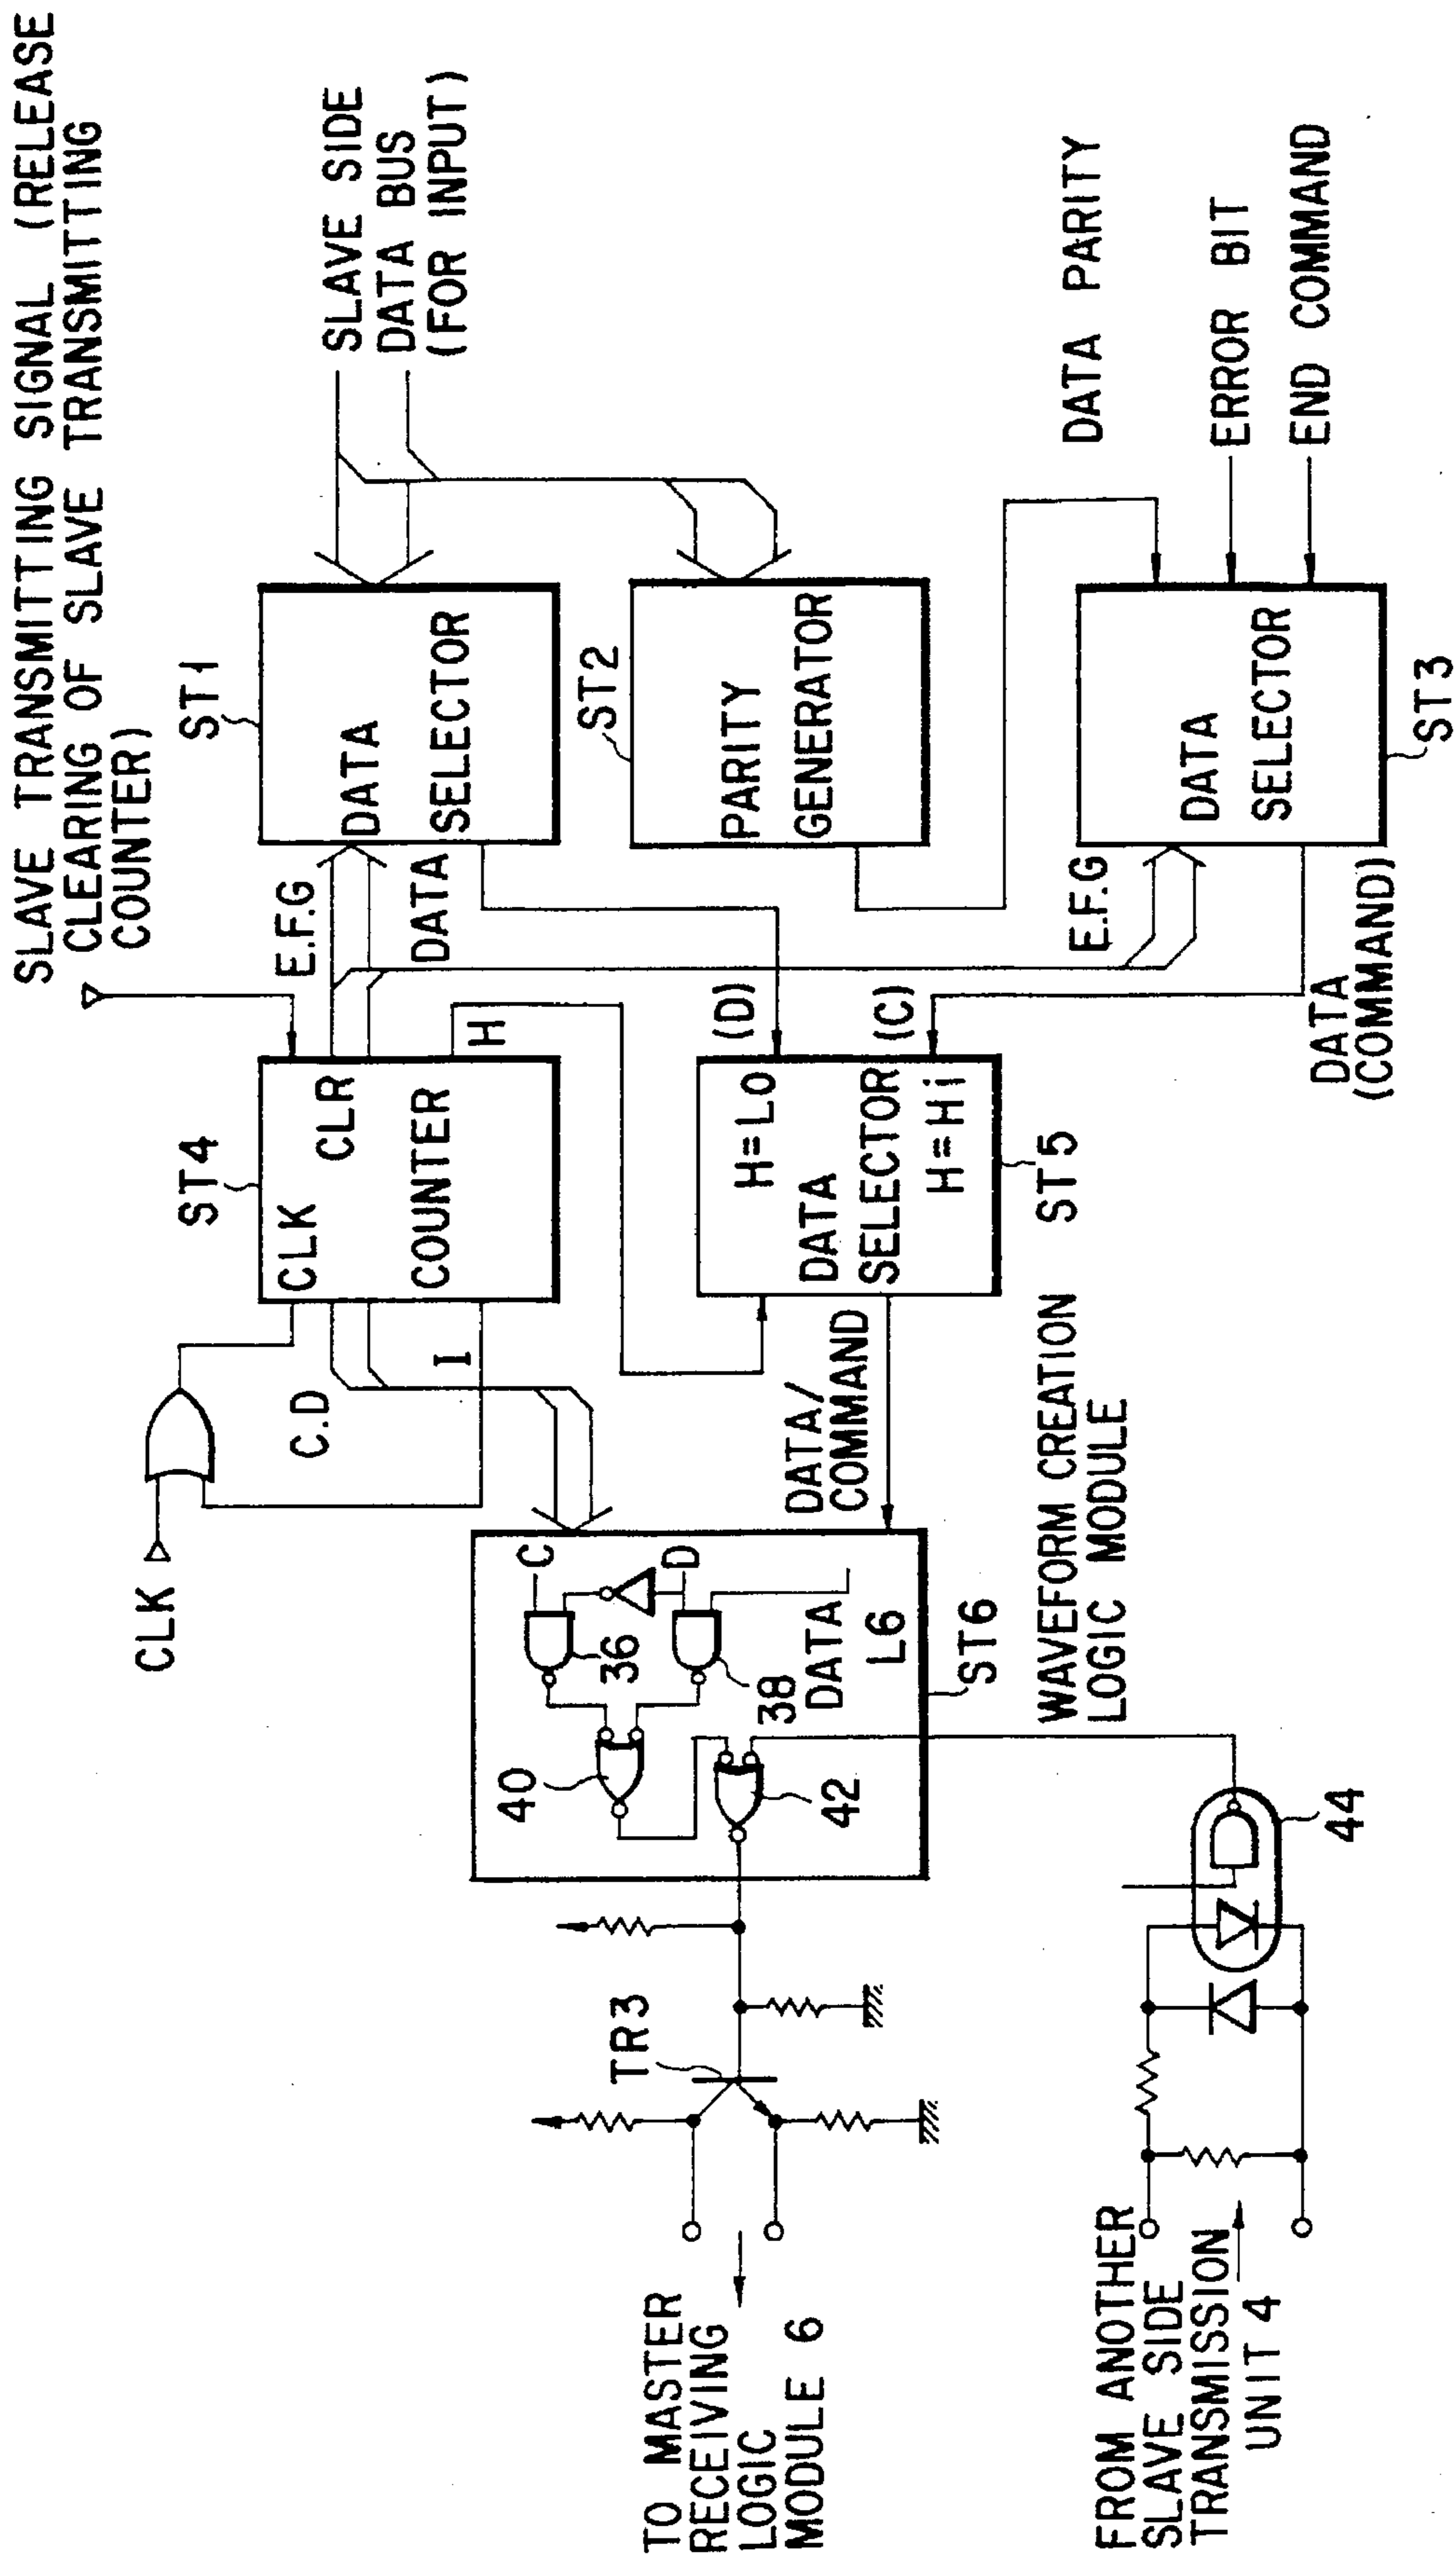 SLAVE TRANSMITTING SIGNAL (RELEASE
CLEARING OF SLAVE TRANSMITTING
COUNTER)
SLAVE SIDE
DATA BUS
(FOR INPUT)
CLK
ST4
CLK
CLR
COUNTER
C.D
I
H
E.F.G
DATA
ST1
DATA
SELECTOR
ST2
PARITY
GENERATOR
DATA PARITY
ERROR BIT
END COMMAND
DATA
SELECTOR
ST3
E.F.G
DATA
(COMMAND)
(D)
(C)
H=LO
DATA
SELECTOR
H=Hi
ST5
DATA/
COMMAND
C
D
36
38
DATA
L6
40
42
ST6
WAVEFORM CREATION
LOGIC MODULE
44
TR3
TO MASTER
RECEIVING
LOGIC
MODULE 6
FROM ANOTHER
SLAVE SIDE
TRANSMISSION
UNIT 4